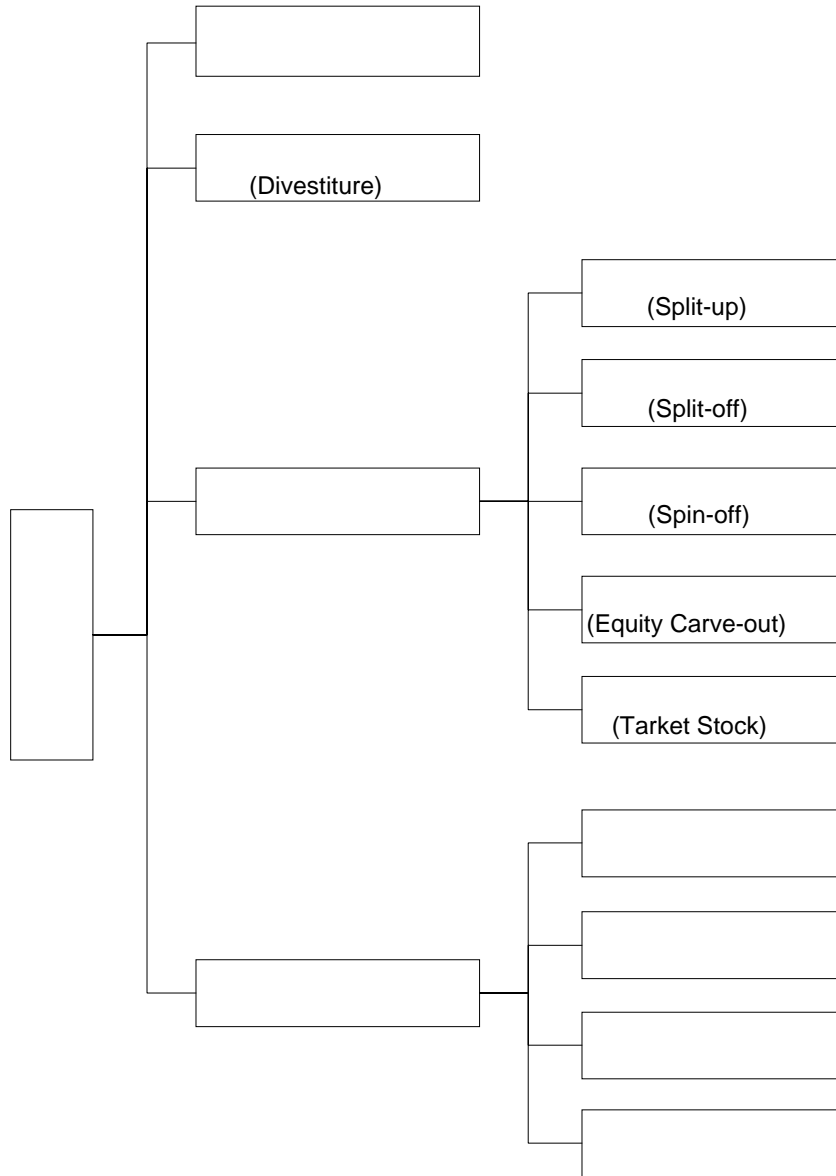 (Divestiture)
(Split-up)
(Split-off)
(Spin-off)
(Equity Carve-out)
(Tarket Stock)